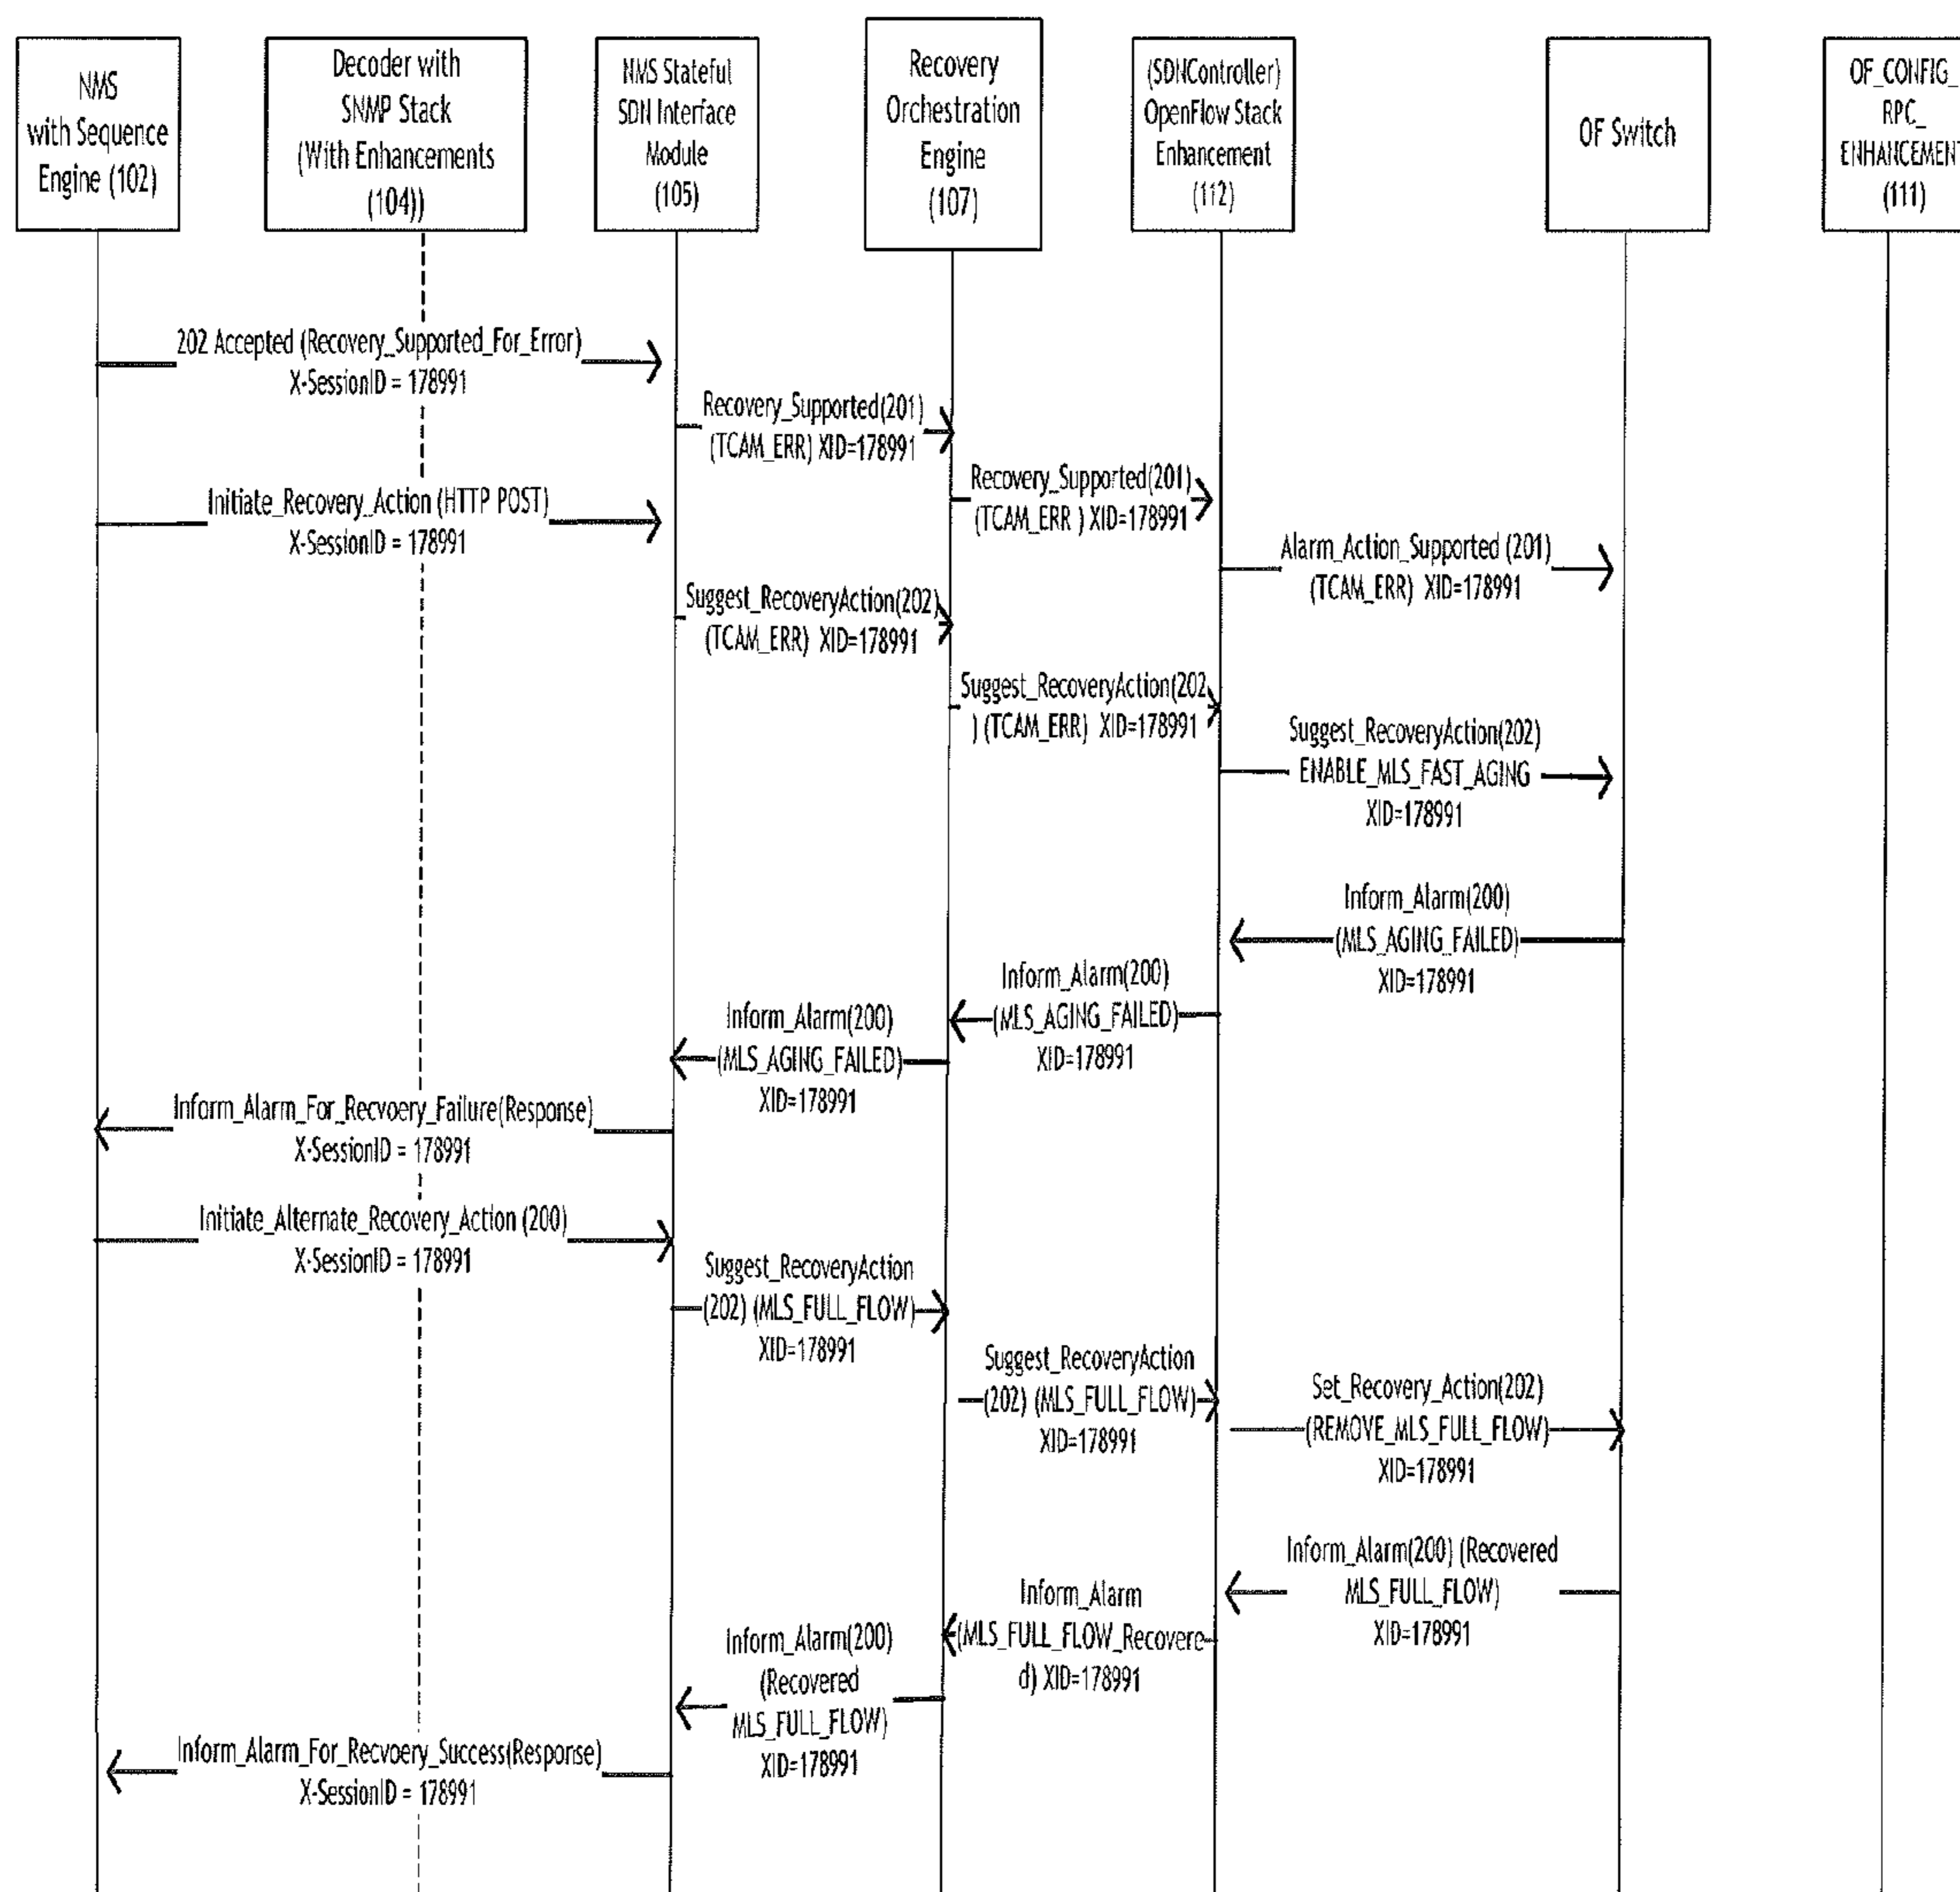 NMS
with Sequence
Engine (102)
Decoder with
SNMP Stack
(With Enhancements
(104))
NMS Stateful
SDN Interface
Module
(105)
Recovery
Orchestration
Engine
(107)
(SDNController)
OpenFlow Stack
Enhancement
(112)
OF Switch
OF_CONFIG_
RPC_
ENHANCEMENT
(111)
202 Accepted (Recovery_Supported_For_Error)
X-SessionID = 178991
Recovery_Supported(201)
(TCAM_ERR) XID=178991
Initiate_Recovery_Action (HTTP POST)
X-SessionID = 178991
Recovery_Supported(201)
(TCAM_ERR ) XID=178991
Alarm_Action_Supported (201)
(TCAM_ERR) XID=178991
Suggest_RecoveryAction(202)
(TCAM_ERR) XID=178991
Suggest_RecoveryAction(202
) (TCAM_ERR) XID=178991
Suggest_RecoveryAction(202)
ENABLE_MLS_FAST_AGING
XID=178991
Inform_Alarm(200)
(MLS_AGING_FAILED)
XID=178991
Inform_Alarm(200)
(MLS_AGING_FAILED)
XID=178991
Inform_Alarm(200)
(MLS_AGING_FAILED)
XID=178991
Inform_Alarm_For_Recvoery_Failure(Response)
X-SessionID = 178991
Initiate_Alternate_Recovery_Action (200)
X-SessionID = 178991
Suggest_RecoveryAction
(202) (MLS_FULL_FLOW)
XID=178991
Suggest_RecoveryAction
(202) (MLS_FULL_FLOW)
XID=178991
Set_Recovery_Action(202)
(REMOVE_MLS_FULL_FLOW)
XID=178991
Inform_Alarm(200) (Recovered
MLS_FULL_FLOW)
XID=178991
Inform_Alarm
(MLS_FULL_FLOW_Recovere
d) XID=178991
Inform_Alarm(200)
(Recovered
MLS_FULL_FLOW)
XID=178991
Inform_Alarm_For_Recvoery_Success(Response)
X-SessionID = 178991